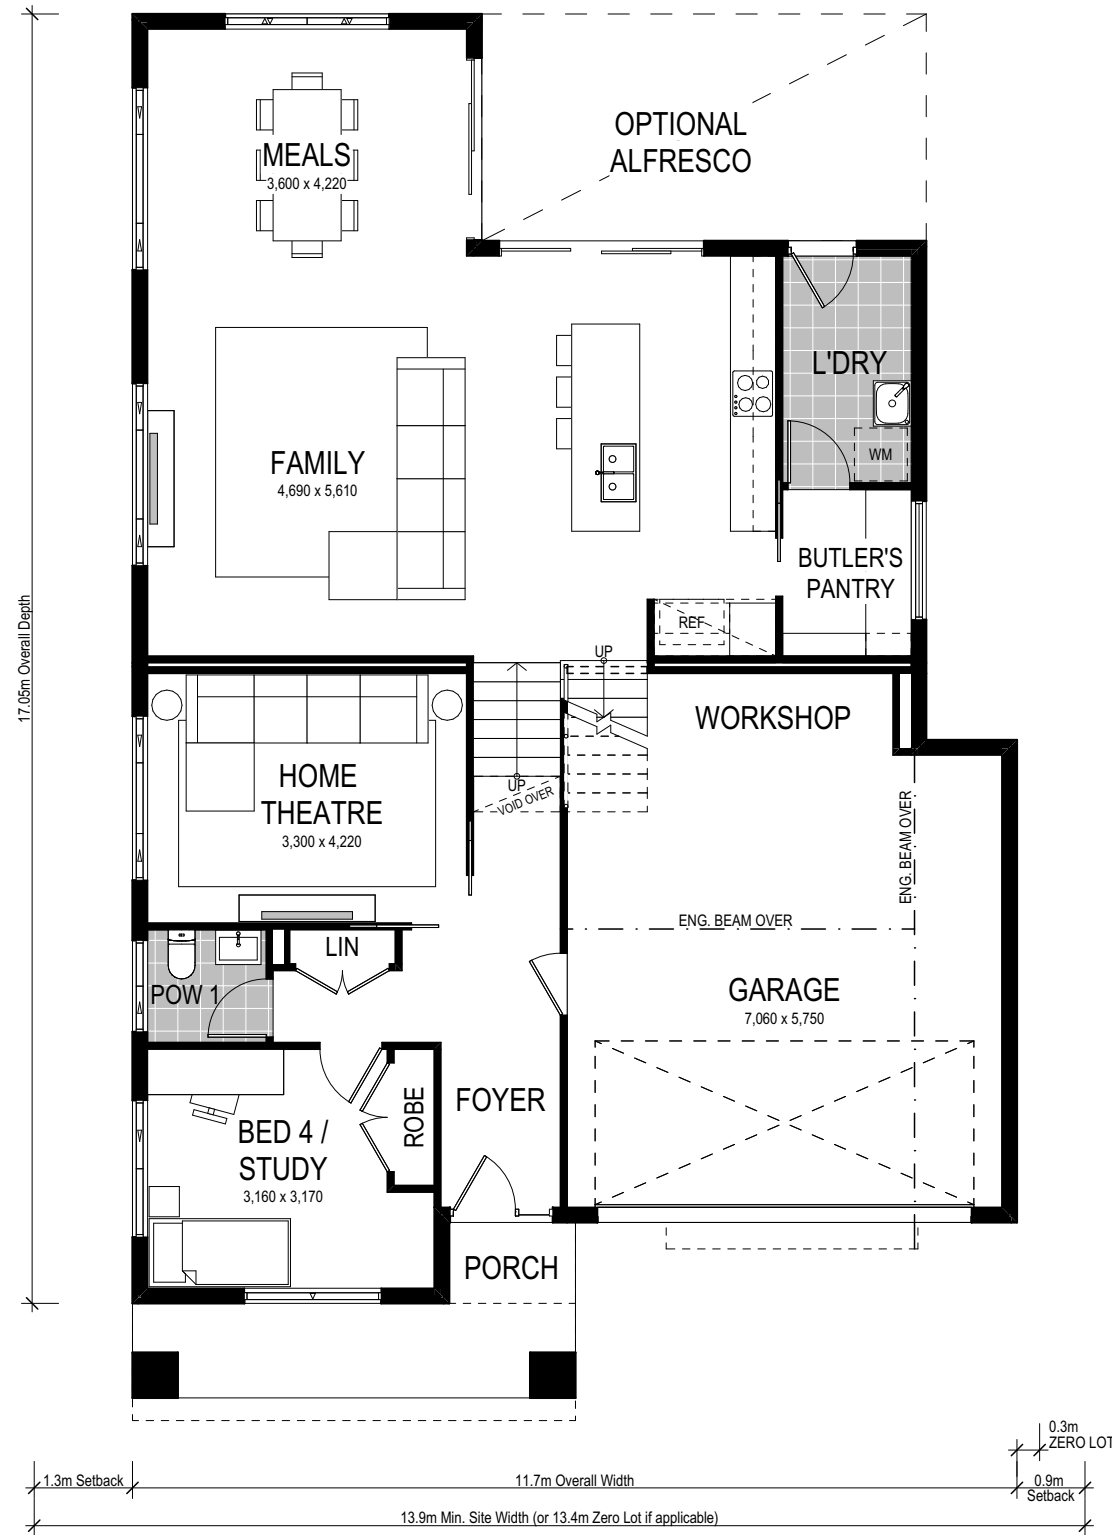 OPTIONAL
ALFRESCO
MEALS
3,600 x 4,220
L'DRY
WM
FAMILY
4,690 x 5,610
BUTLER'S
PANTRY
REF
17.05m Overall Depth
UP
WORKSHOP
HOME
THEATRE
3,300 x 4,220
UP
VOID OVER
ENG. BEAM OVER
ENG. BEAM OVER
LIN
POW 1
GARAGE
7,060 x 5,750
FOYER
ROBE
BED 4 /
STUDY
3,160 x 3,170
PORCH
0.3m
ZERO LOT
1.3m Setback
11.7m Overall Width
0.9m
Setback
13.9m Min. Site Width (or 13.4m Zero Lot if applicable)